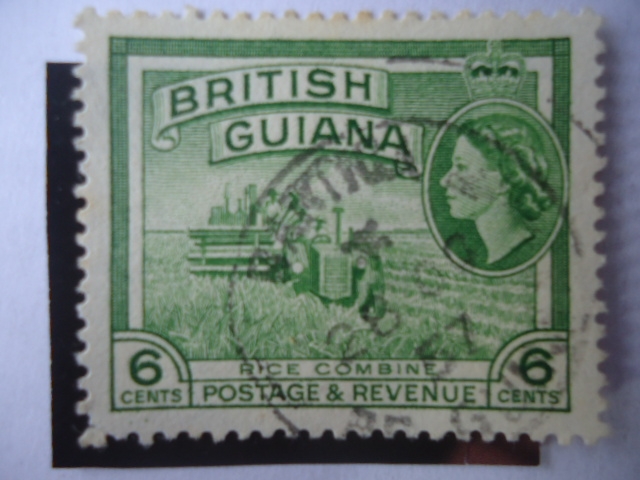 BRITISH
GUIANA
6 6
CENTS CENTS
RICE COMBINE
POSTAGE & REVENUE